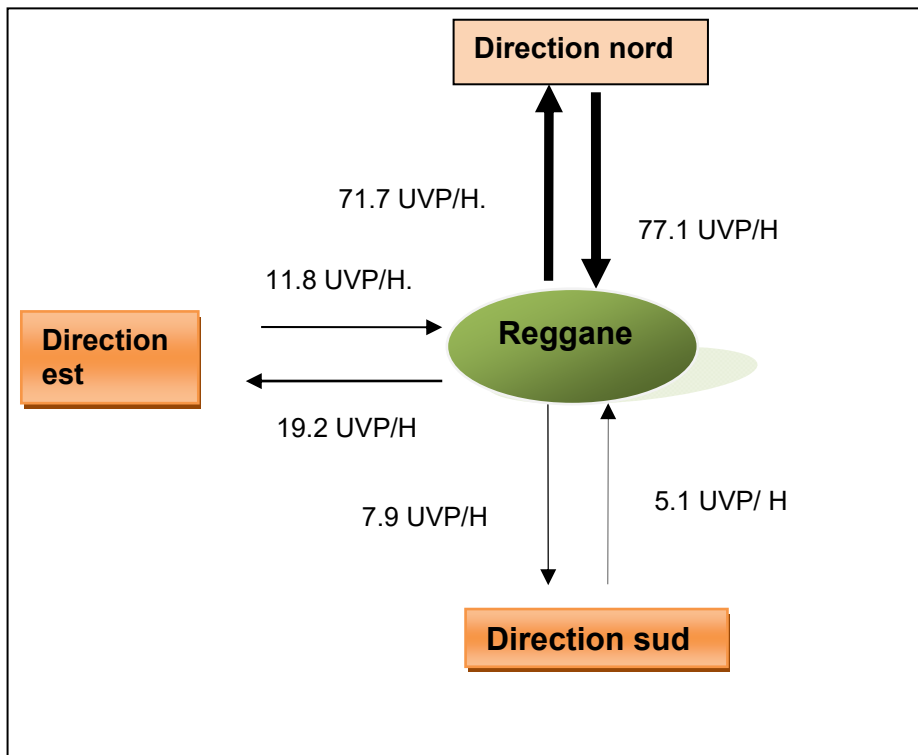 Direction nord
71.7 UVP/H.
77.1 UVP/H
11.8 UVP/H.
Direction
est
Reggane
19.2 UVP/H
7.9 UVP/H
5.1 UVP/ H
Direction sud